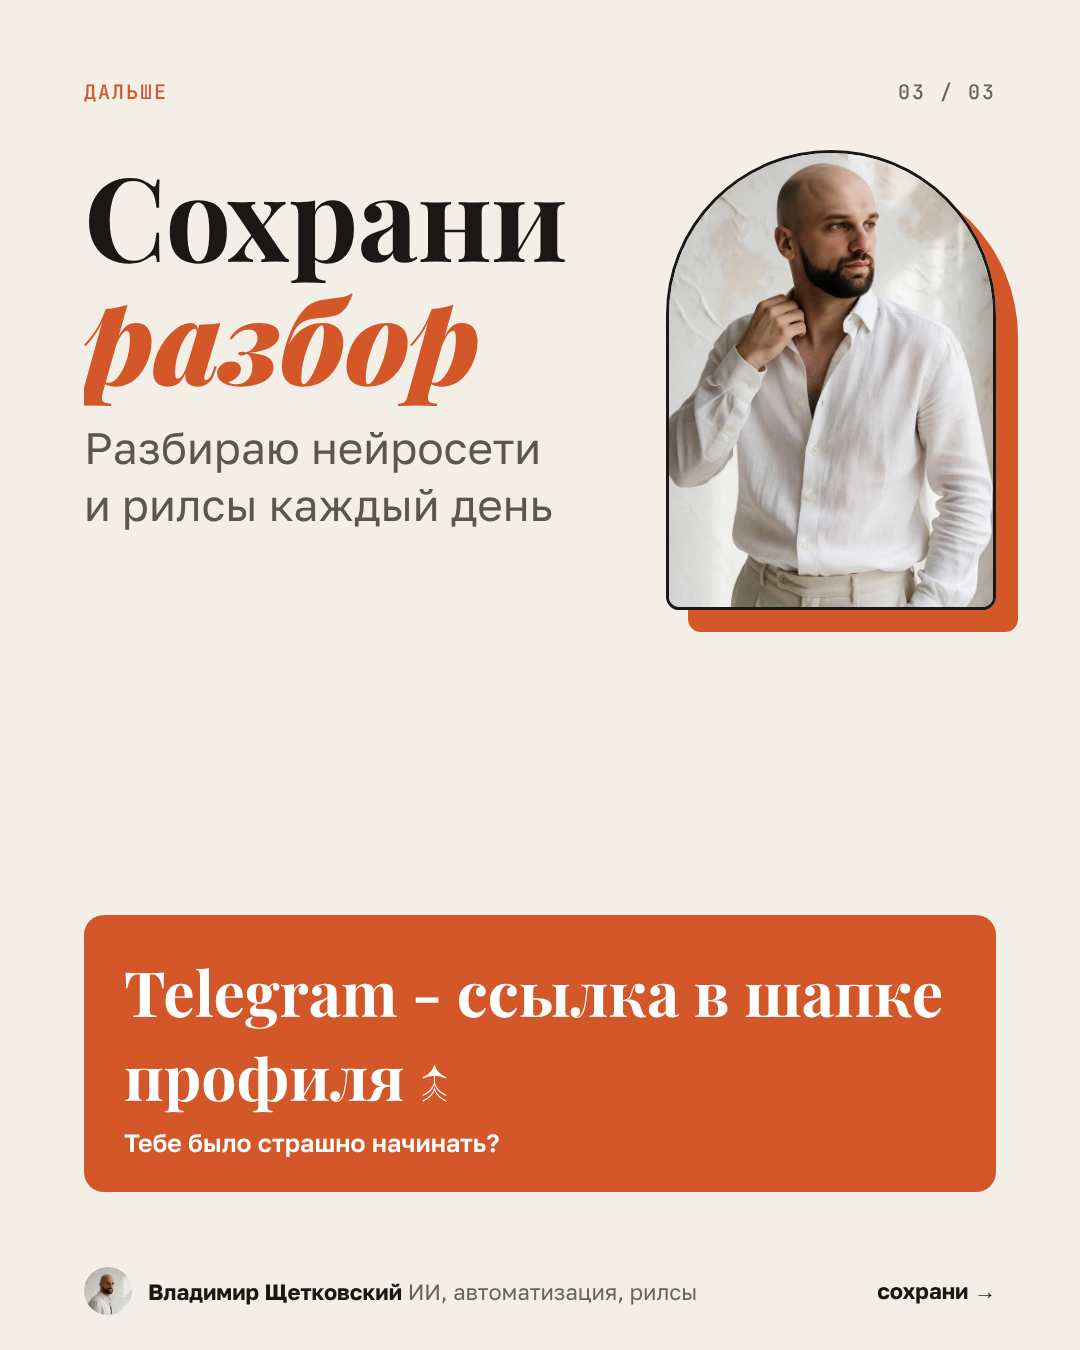 ДАЛЬШЕ
03 / 03
Сохрани
разбор
Разбираю нейросети
и рилсы каждый день
Telegram - ссылка в шапке
профиля ↑
Тебе было страшно начинать?
Владимир Щетковский ИИ, автоматизация, рилсы
сохрани →